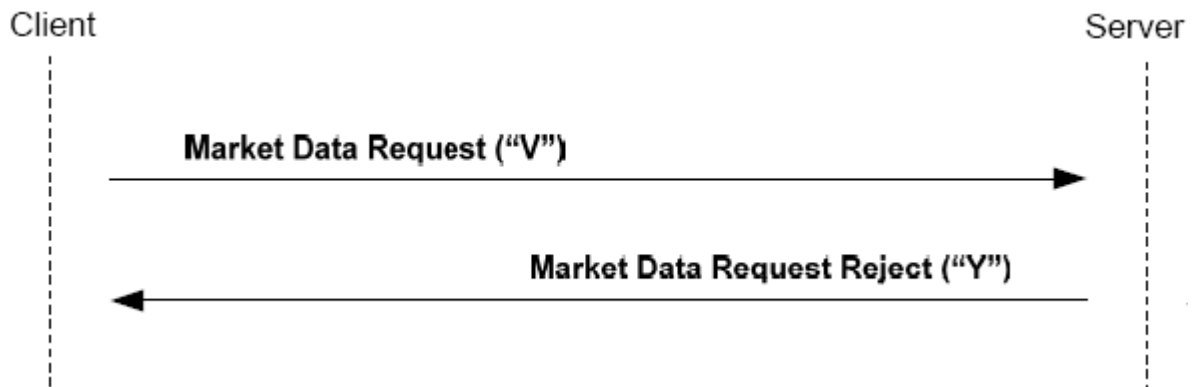 Client
Server
Market Data Request (“V”)
Market Data Request Reject (“Y”)